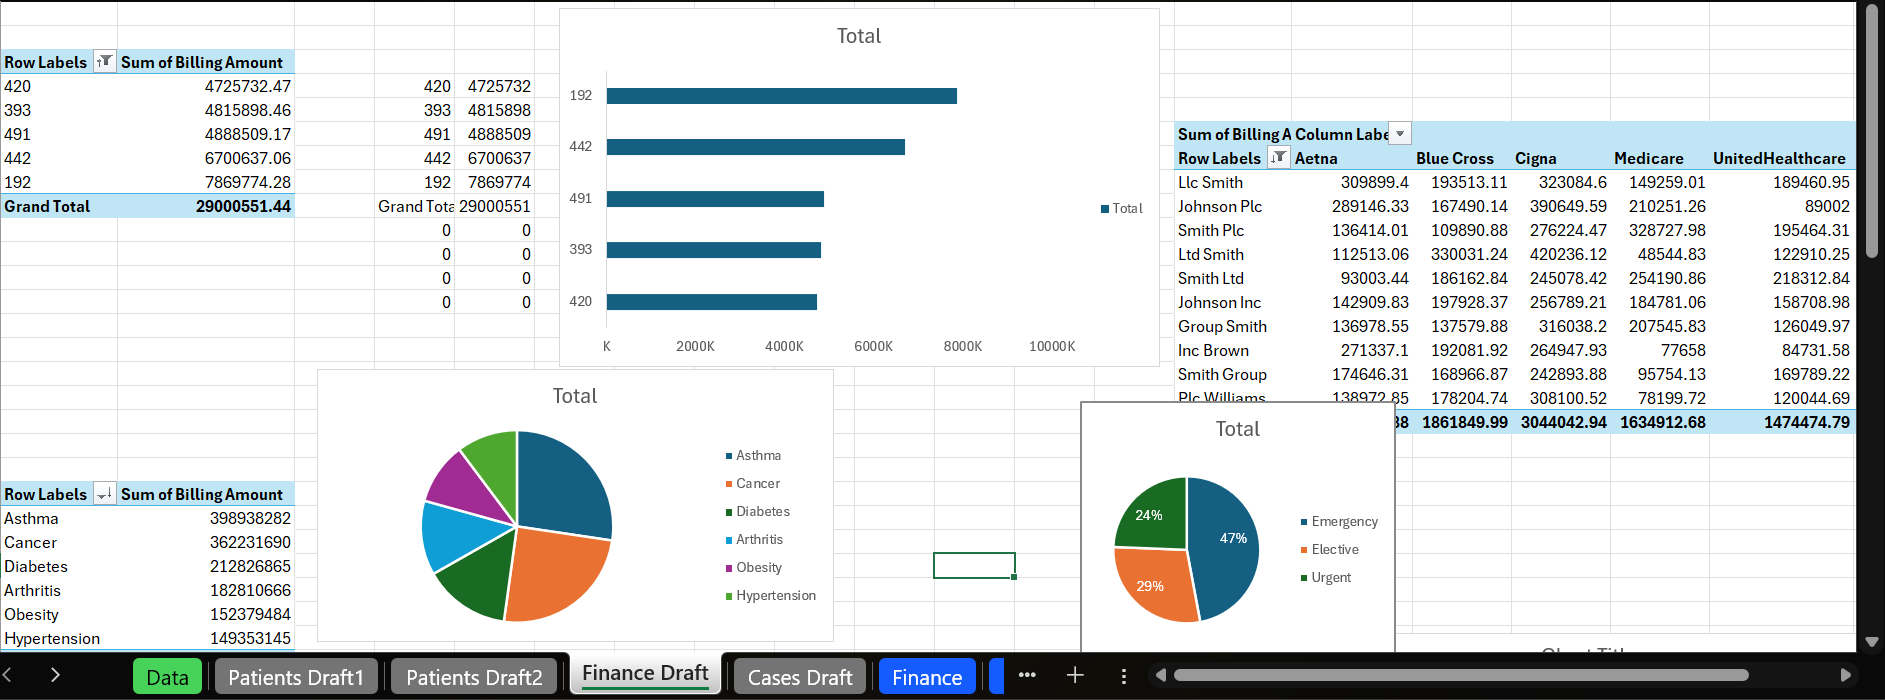 Row Labels Sum of Billing Amount
420 4725732.47
393 4815898.46
491 4888509.17
442 6700637.06
192 7869774.28
Grand Total 29000551.44
420 4725732
393 4815898
491 4888509
442 6700637
192 7869774
Grand Tota 29000551
0 0
0 0
0 0
0 0
Total
192
442
491
393
420
K 2000K 4000K 6000K 8000K 10000K
Total
Sum of Billing A Column Labe
Row Labels Aetna Blue Cross Cigna Medicare UnitedHealthcare
Llc Smith 309899.4 193513.11 323084.6 149259.01 189460.95
Johnson Plc 289146.33 167490.14 390649.59 210251.26 89002
Smith Plc 136414.01 109890.88 276224.47 328727.98 195464.31
Ltd Smith 112513.06 330031.24 420236.12 48544.83 122910.25
Smith Ltd 93003.44 186162.84 245078.42 254190.86 218312.84
Johnson Inc 142909.83 197928.37 256789.21 184781.06 158708.98
Group Smith 136978.55 137579.88 316038.2 207545.83 126049.97
Inc Brown 271337.1 192081.92 264947.93 77658 84731.58
Smith Group 174646.31 168966.87 242893.88 95754.13 169789.22
Plc Williams 138972.85 178204.74 308100.52 78199.72 120044.69
38 1861849.99 3044042.94 1634912.68 1474474.79
Row Labels Sum of Billing Amount
Asthma 398938282
Cancer 362231690
Diabetes 212826865
Arthritis 182810666
Obesity 152379484
Hypertension 149353145
Total
Asthma
Cancer
Diabetes
Arthritis
Obesity
Hypertension
Total
24%
47%
29%
Emergency
Elective
Urgent
Data Patients Draft1 Patients Draft2 Finance Draft Cases Draft Finance